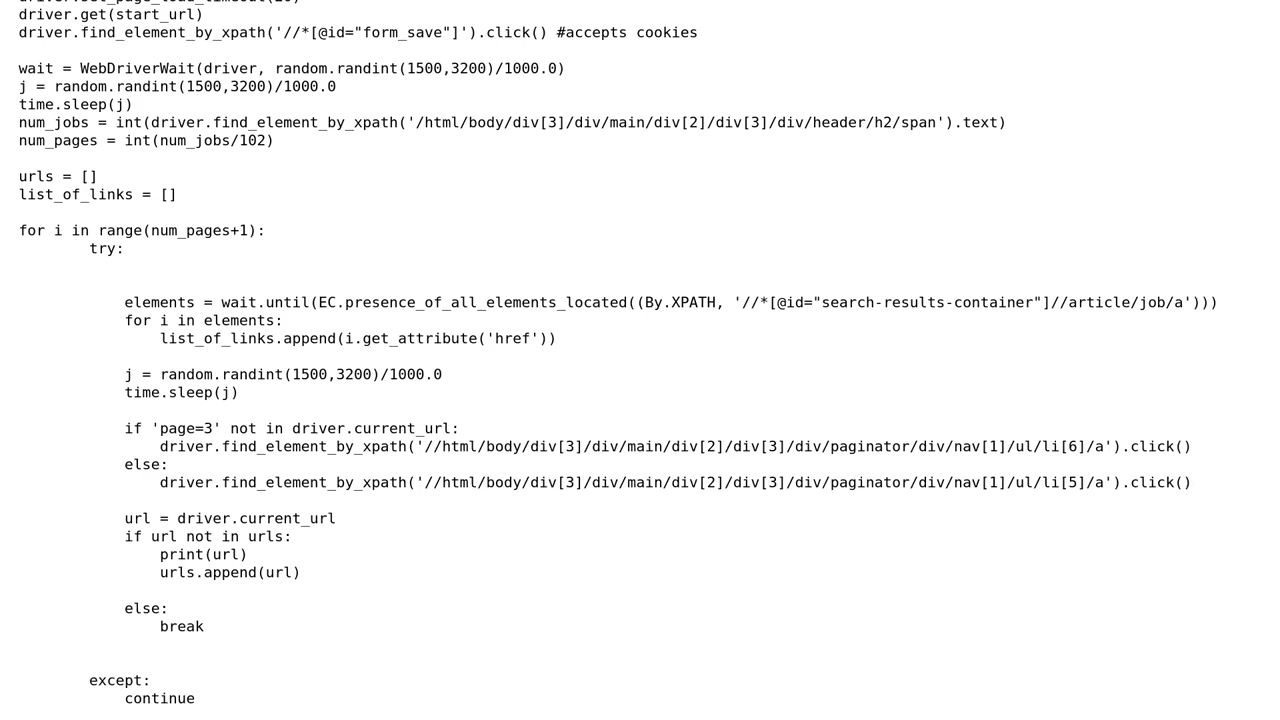 driver.set_page_load_timeout(20)
driver.get(start_url)
driver.find_element_by_xpath('//*[@id="form_save"]').click() #accepts cookies
wait = WebDriverWait(driver, random.randint(1500,3200)/1000.0)
j = random.randint(1500,3200)/1000.0
time.sleep(j)
num_jobs = int(driver.find_element_by_xpath('/html/body/div[3]/div/main/div[2]/div[3]/div/header/h2/span').text)
num_pages = int(num_jobs/102)
urls = []
list_of_links = []
for i in range(num_pages+1):
try:
elements = wait.until(EC.presence_of_all_elements_located((By.XPATH, '//*[@id="search-results-container"]//article/job/a')))
for i in elements:
list_of_links.append(i.get_attribute('href'))
j = random.randint(1500,3200)/1000.0
time.sleep(j)
if 'page=3' not in driver.current_url:
driver.find_element_by_xpath('//html/body/div[3]/div/main/div[2]/div[3]/div/paginator/div/nav[1]/ul/li[6]/a').click()
else:
driver.find_element_by_xpath('//html/body/div[3]/div/main/div[2]/div[3]/div/paginator/div/nav[1]/ul/li[5]/a').click()
url = driver.current_url
if url not in urls:
print(url)
urls.append(url)
else:
break
except:
continue